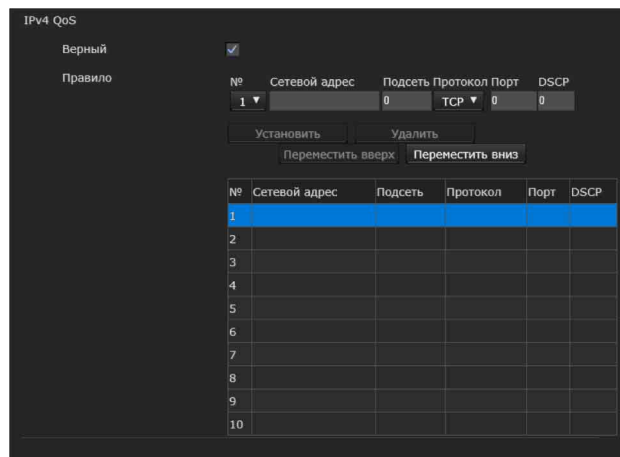 IPv4 QoS
Верный
Правило
№ Сетевой адрес Подсеть Протокол Порт DSCP
1 0 TCP 0 0
Установить Удалить
Переместить вверх Переместить вниз
№ Сетевой адрес Подсеть Протокол Порт DSCP
1
2
3
4
5
6
7
8
9
10